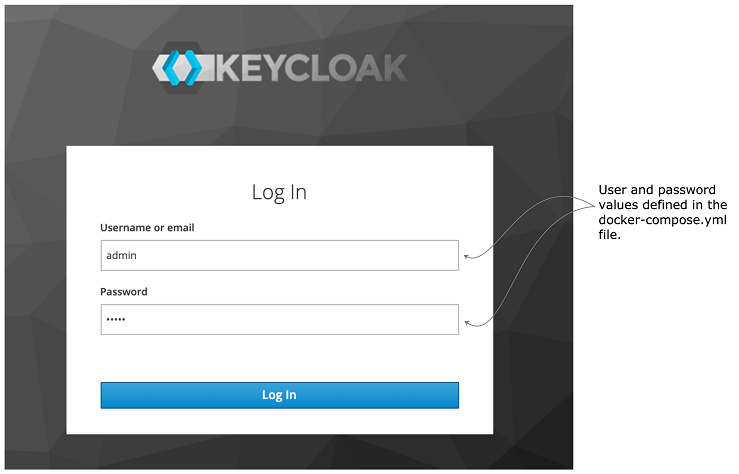 KEYCLOAK
Log In
Username or email
admin
Password
•••••
Log In
User and password
values defined in the
docker-compose.yml
file.